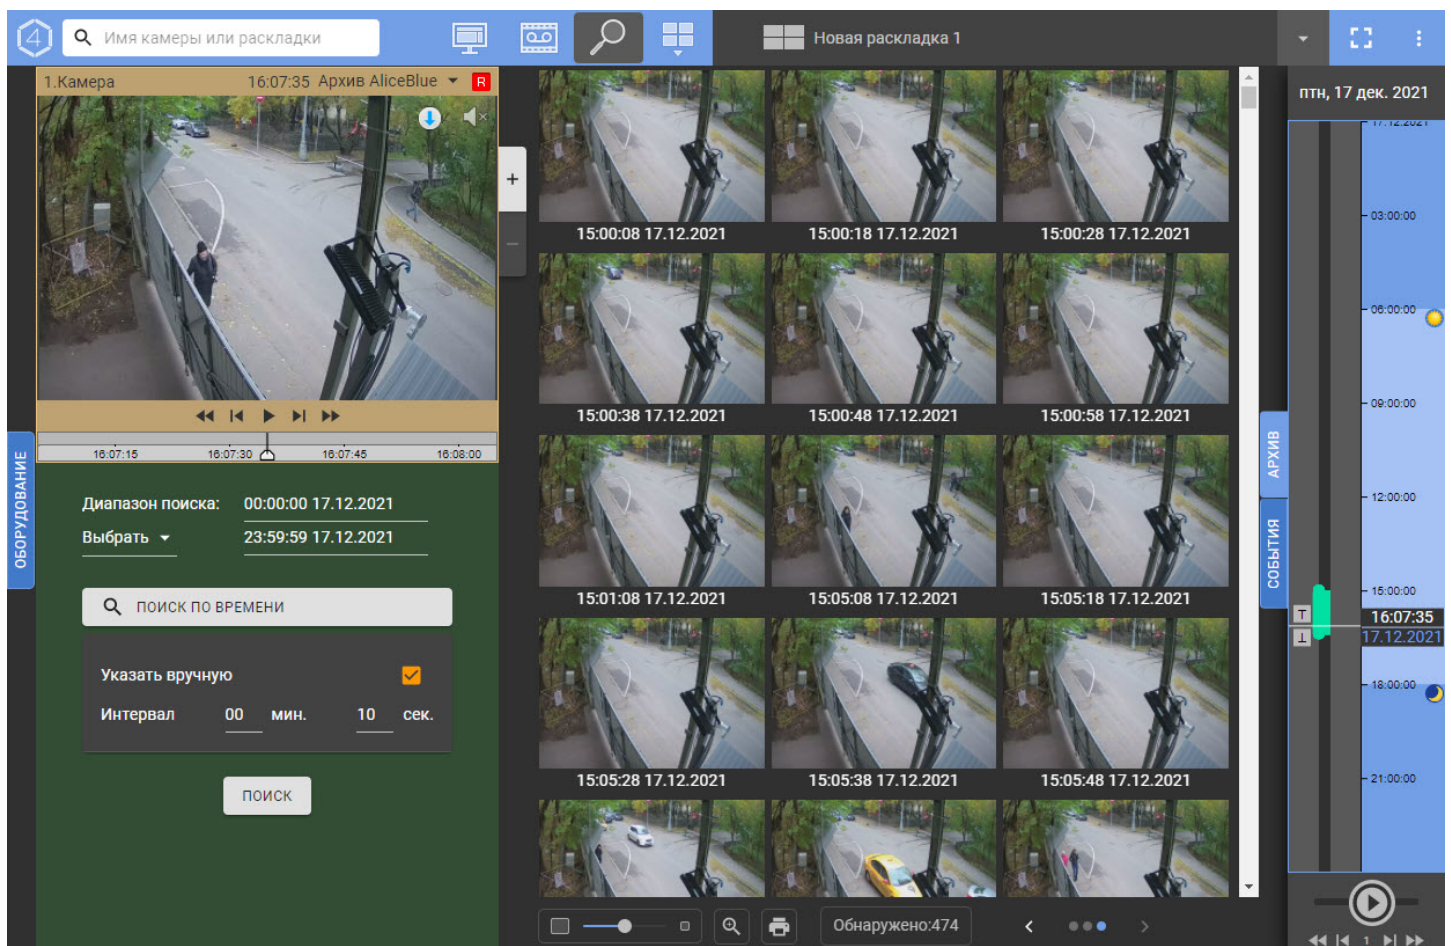 4
Имя камеры или раскладки
Новая раскладка 1
1.Камера 16:07:35 Архив AliceBlue R
16:07:15 16:07:30 16:07:45 16:08:00
ОБОРУДОВАНИЕ
Диапазон поиска: 00:00:00 17.12.2021
Выбрать 23:59:59 17.12.2021
ПОИСК ПО ВРЕМЕНИ
Указать вручную
Интервал 00 мин. 10 сек.
ПОИСК
+
−
15:00:08 17.12.2021 15:00:18 17.12.2021 15:00:28 17.12.2021
15:00:38 17.12.2021 15:00:48 17.12.2021 15:00:58 17.12.2021
15:01:08 17.12.2021 15:05:08 17.12.2021 15:05:18 17.12.2021
15:05:28 17.12.2021 15:05:38 17.12.2021 15:05:48 17.12.2021
Обнаружено:474
АРХИВ
СОБЫТИЯ
птн, 17 дек. 2021
17.12.2021
03:00:00
06:00:00
09:00:00
12:00:00
15:00:00
16:07:35
17.12.2021
18:00:00
21:00:00
1